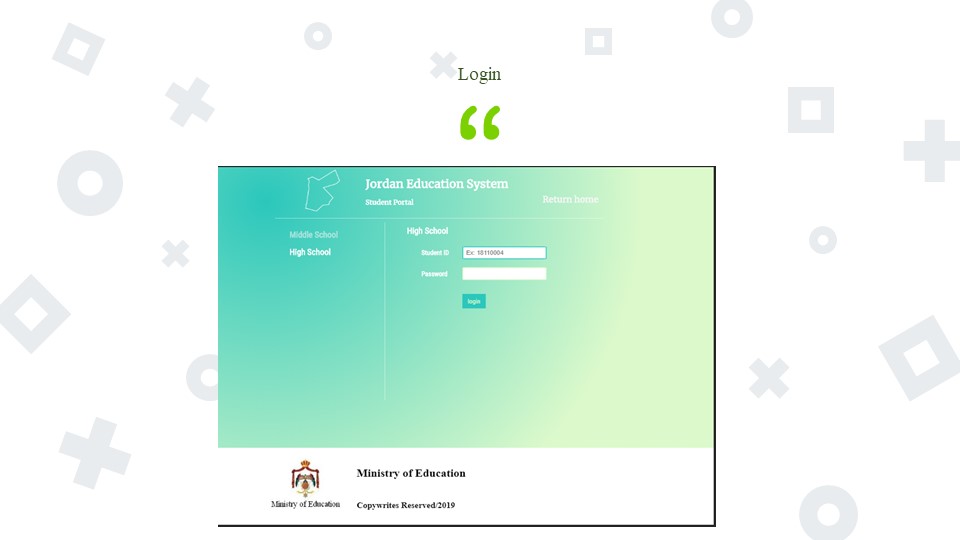 Login
“
Jordan Education System
Student Portal
Return home
Middle School
High School
High School
Student ID
Ex: 18110004
Password
login
Ministry of Education
Ministry of Education
Copywrites Reserved/2019